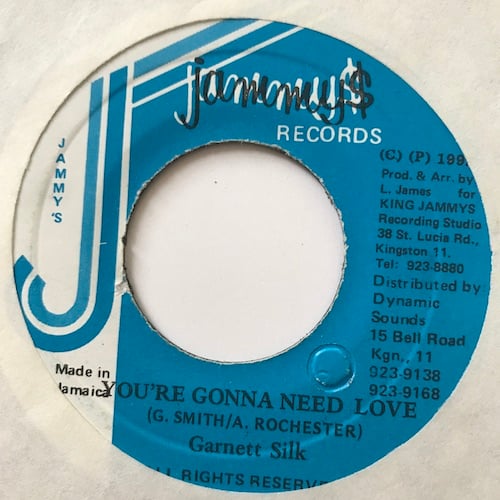 jammy$
RECORDS
JAMMY'S
(C) (P) 199
Prod. & Arr. by
L. James for
KING JAMMYS
Recording Studio
38 St. Lucia Rd.,
Kingston 11.
Tel: 923-8880
Distributed by:
Dynamic
Sounds
15 Bell Road
Kgn., 11
923-9138
923-9168
Made in
Jamaica
YOU'RE GONNA NEED LOVE
(G. SMITH/A. ROCHESTER)
Garnett Silk
ALL RIGHTS RESERVE